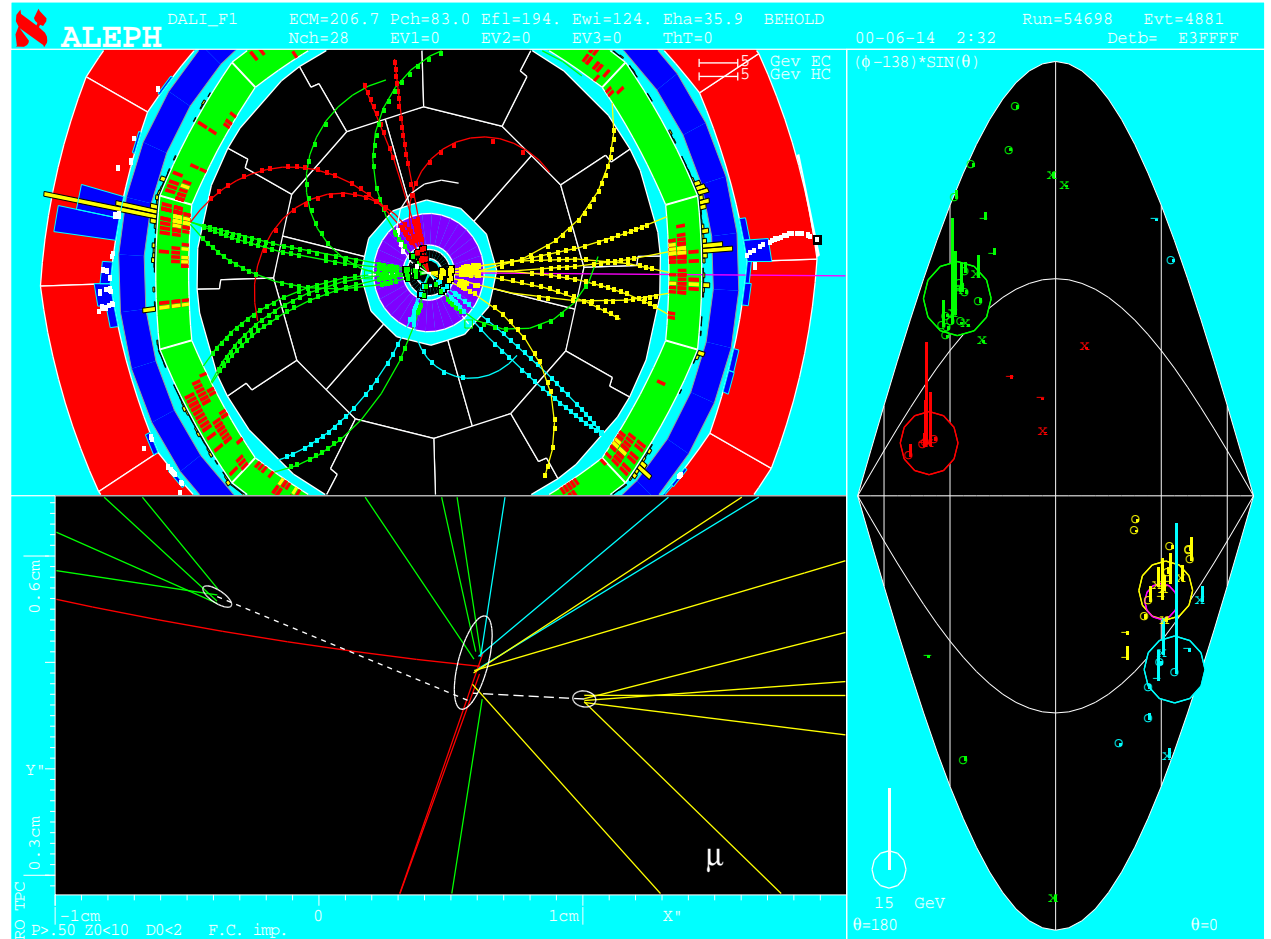 ALEPH DALI_F1 ECM=206.7 Pch=83.0 Efl=194. Ewi=124. Eha=35.9 BEHOLD Run=54698 Evt=4881
Nch=28 EV1=0 EV2=0 EV3=0 ThT=0 00-06-14 2:32 Detb= E3FFFF
5 Gev EC
5 Gev HC
(ϕ-138)*SIN(θ)
0.6cm
Y"
0.3cm
μ
15 GeV
θ=180 θ=0
-1cm 0 1cm X"
RO TPC
P>.50 Z0<10 D0<2 F.C. imp.